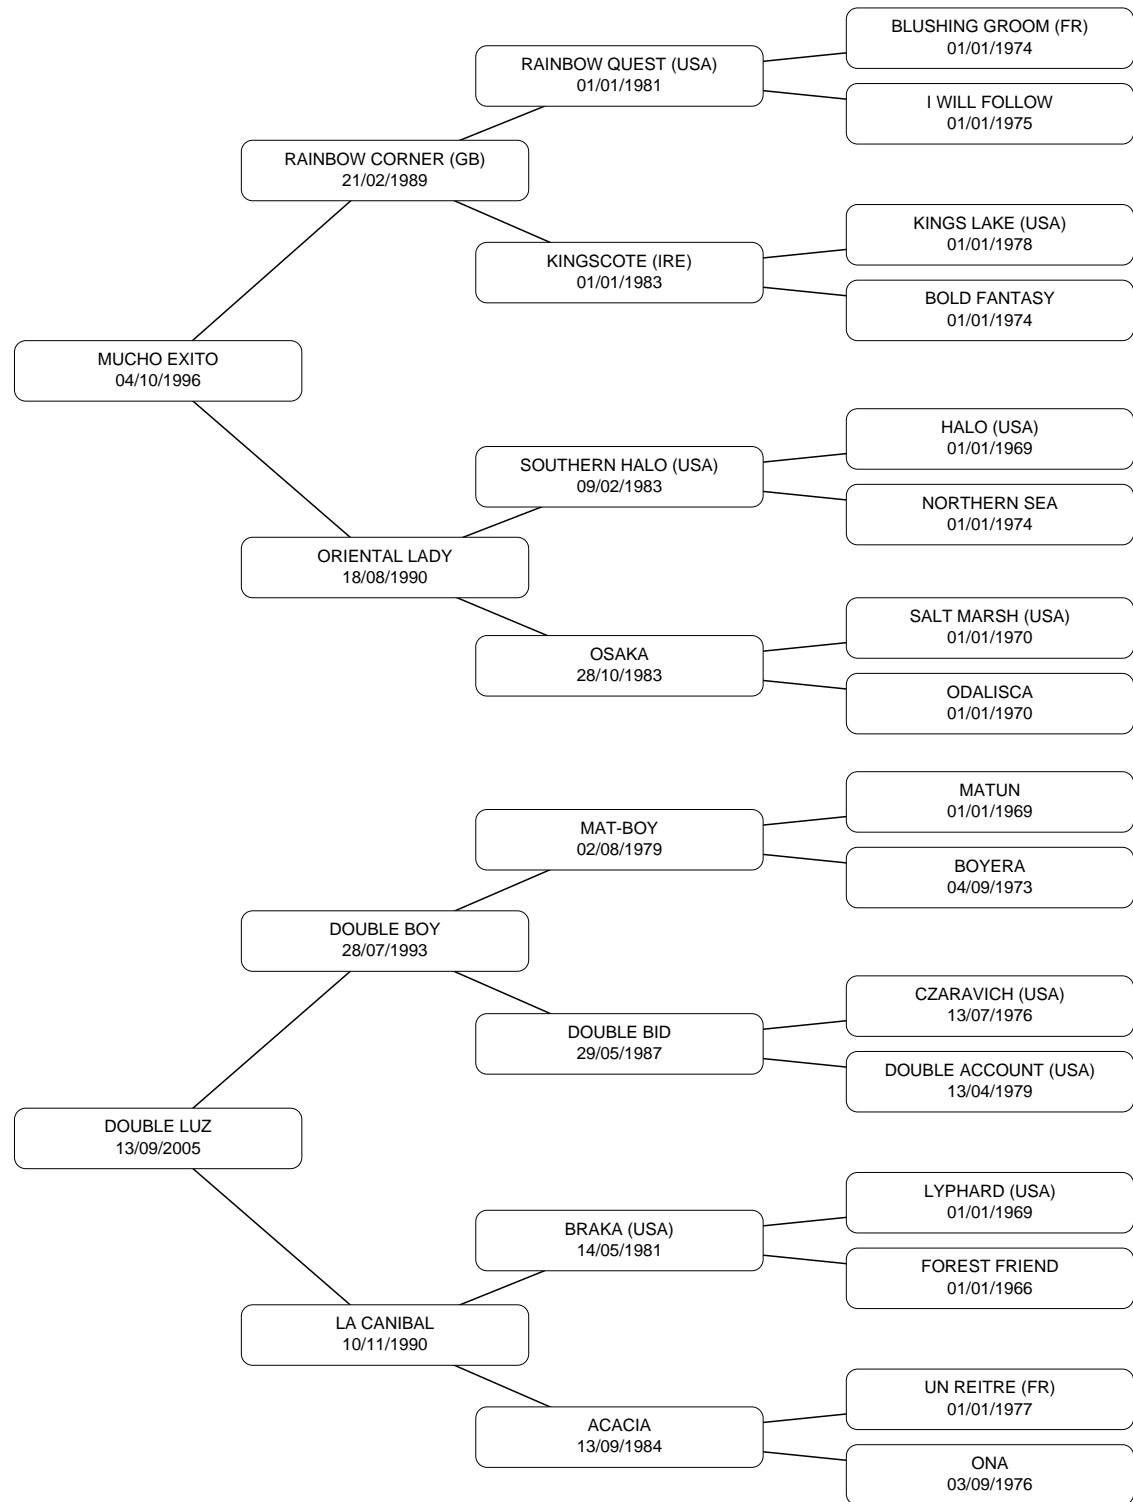 BLUSHING GROOM (FR)
01/01/1974
RAINBOW QUEST (USA)
01/01/1981
I WILL FOLLOW
01/01/1975
RAINBOW CORNER (GB)
21/02/1989
KINGS LAKE (USA)
01/01/1978
KINGSCOTE (IRE)
01/01/1983
BOLD FANTASY
01/01/1974
MUCHO EXITO
04/10/1996
HALO (USA)
01/01/1969
SOUTHERN HALO (USA)
09/02/1983
NORTHERN SEA
01/01/1974
ORIENTAL LADY
18/08/1990
SALT MARSH (USA)
01/01/1970
OSAKA
28/10/1983
ODALISCA
01/01/1970
MATUN
01/01/1969
MAT-BOY
02/08/1979
BOYERA
04/09/1973
DOUBLE BOY
28/07/1993
CZARAVICH (USA)
13/07/1976
DOUBLE BID
29/05/1987
DOUBLE ACCOUNT (USA)
13/04/1979
DOUBLE LUZ
13/09/2005
LYPHARD (USA)
01/01/1969
BRAKA (USA)
14/05/1981
FOREST FRIEND
01/01/1966
LA CANIBAL
10/11/1990
UN REITRE (FR)
01/01/1977
ACACIA
13/09/1984
ONA
03/09/1976